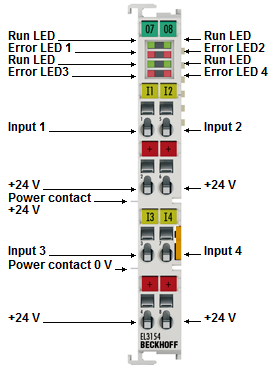 07 08
Run LED
Run LED
Error LED 1
Error LED2
Run LED
Run LED
Error LED3
Error LED 4
I1 I2
Input 1
Input 2
+ +
+24 V
+24 V
Power contact
+24 V
I3 I4
Input 3
Input 4
Power contact 0 V
+ +
+24 V
+24 V
EL3154
BECKHOFF